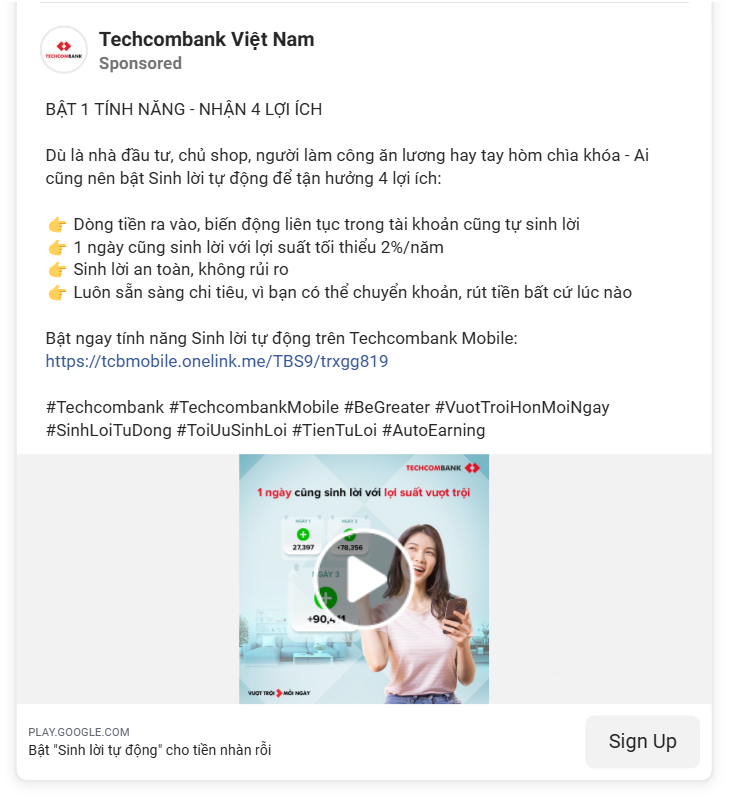 Techcombank Việt Nam
TECHCOMBANK
Sponsored
BẬT 1 TÍNH NĂNG - NHẬN 4 LỢI ÍCH
Dù là nhà đầu tư, chủ shop, người làm công ăn lương hay tay hòm chìa khóa - Ai
cũng nên bật Sinh lời tự động để tận hưởng 4 lợi ích:
👉 Dòng tiền ra vào, biến động liên tục trong tài khoản cũng tự sinh lời
👉 1 ngày cũng sinh lời với lợi suất tối thiểu 2%/năm
👉 Sinh lời an toàn, không rủi ro
👉 Luôn sẵn sàng chi tiêu, vì bạn có thể chuyển khoản, rút tiền bất cứ lúc nào
Bật ngay tính năng Sinh lời tự động trên Techcombank Mobile:
https://tcbmobile.onelink.me/TBS9/trxgg819
#Techcombank #TechcombankMobile #BeGreater #VuotTroiHonMoiNgay
#SinhLoiTuDong #ToiUuSinhLoi #TienTuLoi #AutoEarning
TECHCOMBANK
1 ngày cũng sinh lời với lợi suất vượt trội
NGÀY 1 NGÀY 2
27,397 +78,356
NGÀY 3
+90,411
VƯỢT TRỘI MỖI NGÀY
PLAY.GOOGLE.COM
Bật "Sinh lời tự động" cho tiền nhàn rỗi
Sign Up